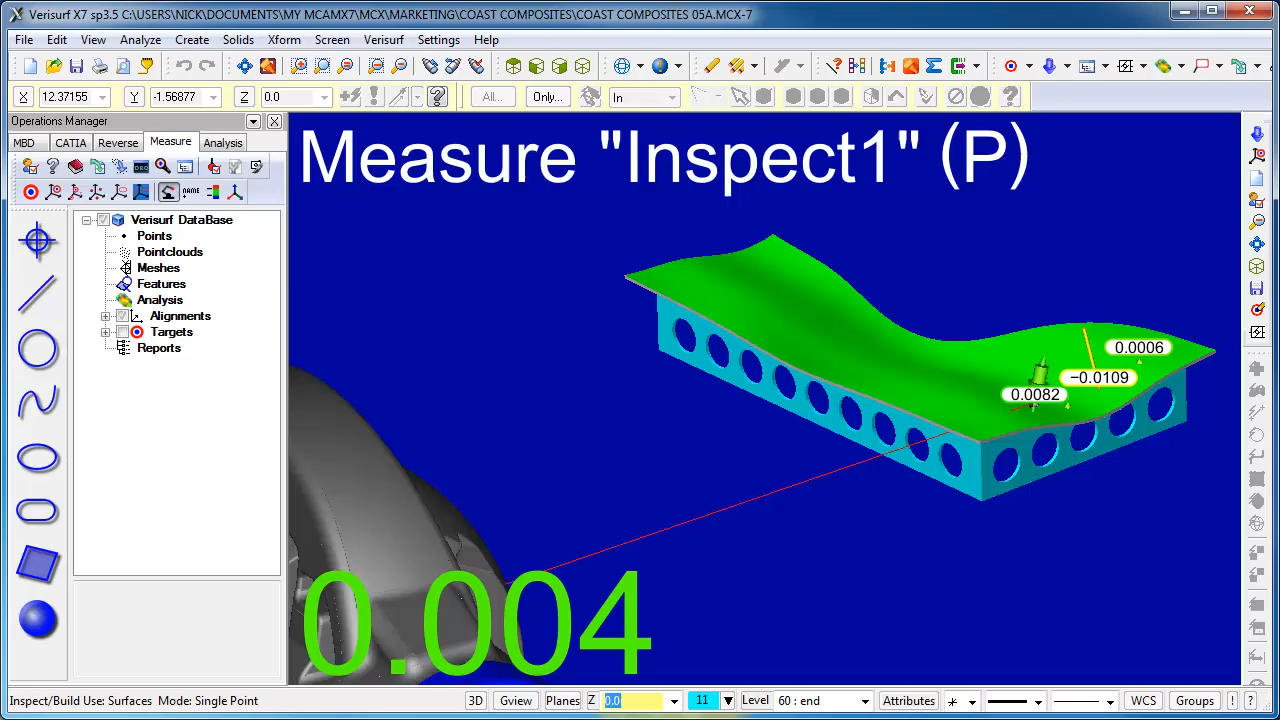 Verisurf X7 sp3.5 C:\USERS\NICK\DOCUMENTS\MY MCAMX7\MCX\MARKETING\COAST COMPOSITES\COAST COMPOSITES 05A.MCX-7
File Edit View Analyze Create Solids Xform Screen Verisurf Settings Help
X 12.37155 Y -1.56877 Z 0.0 All... Only... In
Operations Manager
MBD CATIA Reverse Measure Analysis
NAME
Verisurf DataBase
Points
Pointclouds
Meshes
Features
Analysis
Alignments
Targets
Reports
Measure "Inspect1" (P)
0.0006
−0.0109
0.0082
0.004
Inspect/Build Use: Surfaces Mode: Single Point 3D Gview Planes Z 0.0 11 Level 60 : end Attributes WCS Groups ! ?